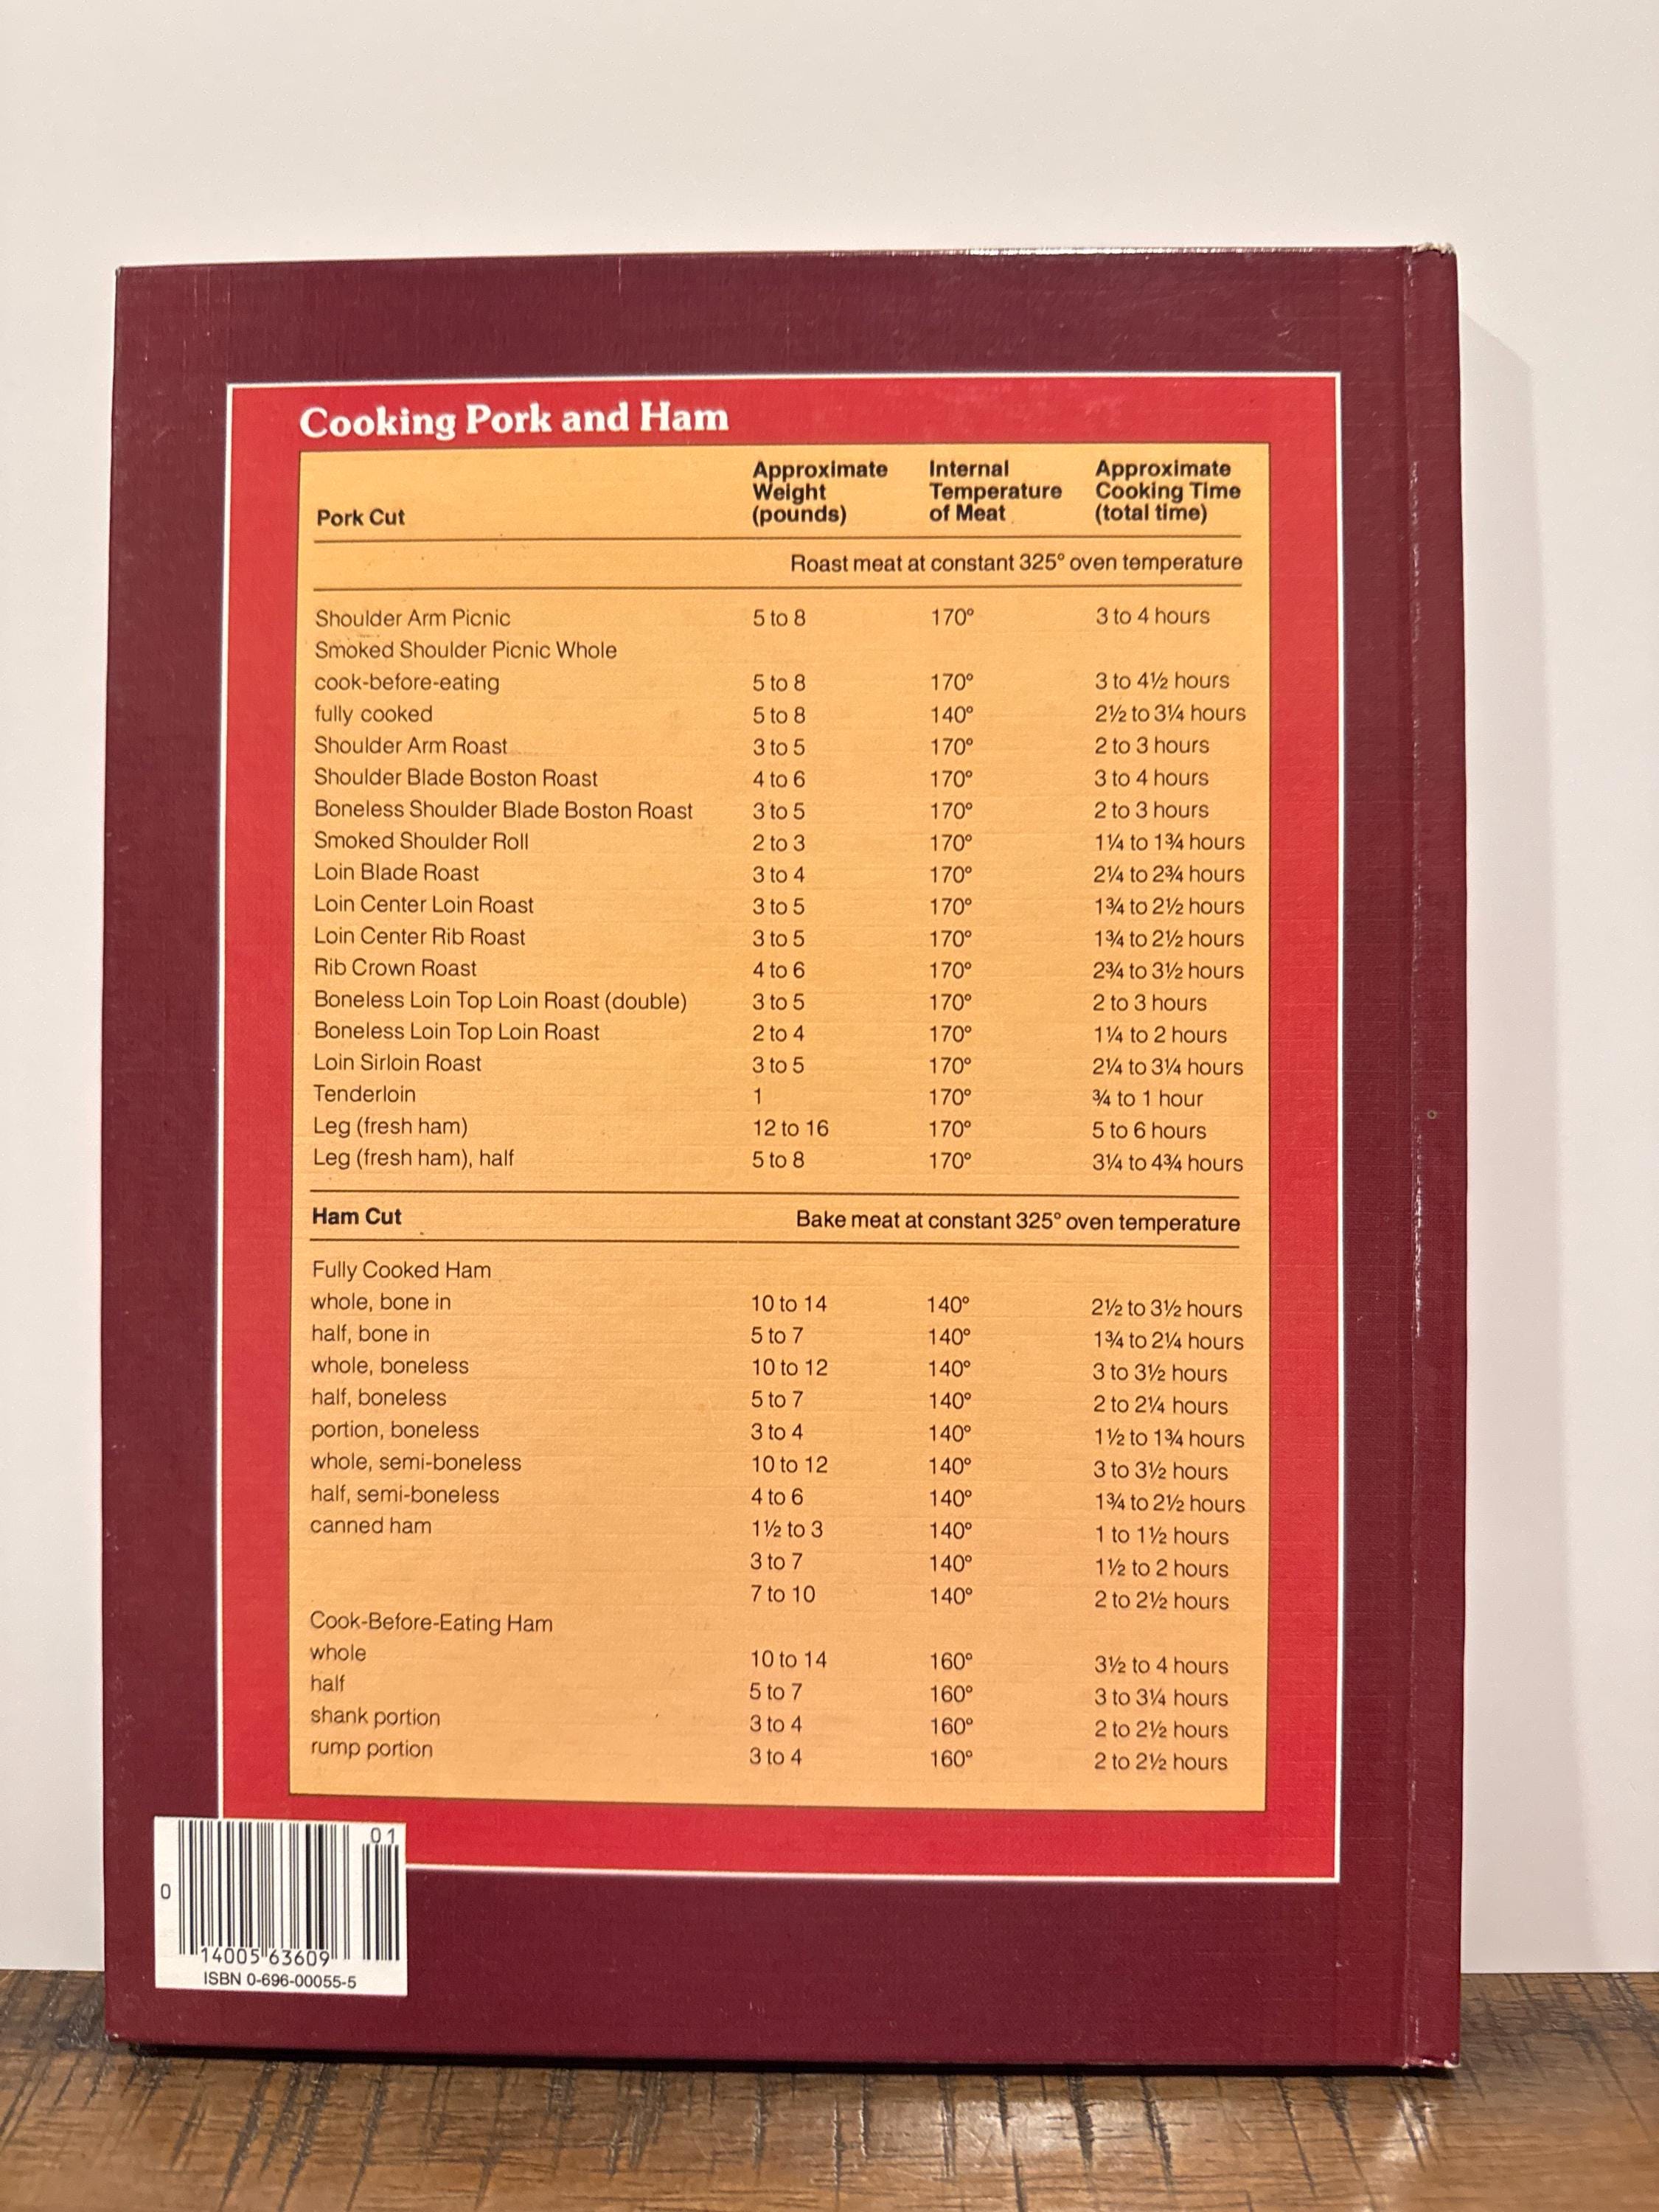 Cooking Pork and Ham
Pork Cut Approximate Weight (pounds) Internal Temperature of Meat Approximate Cooking Time (total time)
Roast meat at constant 325° oven temperature
Shoulder Arm Picnic 5 to 8 170° 3 to 4 hours
Smoked Shoulder Picnic Whole
cook-before-eating 5 to 8 170° 3 to 4½ hours
fully cooked 5 to 8 140° 2½ to 3¼ hours
Shoulder Arm Roast 3 to 5 170° 2 to 3 hours
Shoulder Blade Boston Roast 4 to 6 170° 3 to 4 hours
Boneless Shoulder Blade Boston Roast 3 to 5 170° 2 to 3 hours
Smoked Shoulder Roll 2 to 3 170° 1¼ to 1¾ hours
Loin Blade Roast 3 to 4 170° 2¼ to 2¾ hours
Loin Center Loin Roast 3 to 5 170° 1¾ to 2½ hours
Loin Center Rib Roast 3 to 5 170° 1¾ to 2½ hours
Rib Crown Roast 4 to 6 170° 2¾ to 3½ hours
Boneless Loin Top Loin Roast (double) 3 to 5 170° 2 to 3 hours
Boneless Loin Top Loin Roast 2 to 4 170° 1¼ to 2 hours
Loin Sirloin Roast 3 to 5 170° 2¼ to 3¼ hours
Tenderloin 1 170° ¾ to 1 hour
Leg (fresh ham) 12 to 16 170° 5 to 6 hours
Leg (fresh ham), half 5 to 8 170° 3¼ to 4¾ hours
Ham Cut Bake meat at constant 325° oven temperature
Fully Cooked Ham
whole, bone in 10 to 14 140° 2½ to 3½ hours
half, bone in 5 to 7 140° 1¾ to 2¼ hours
whole, boneless 10 to 12 140° 3 to 3½ hours
half, boneless 5 to 7 140° 2 to 2¼ hours
portion, boneless 3 to 4 140° 1½ to 1¾ hours
whole, semi-boneless 10 to 12 140° 3 to 3½ hours
half, semi-boneless 4 to 6 140° 1¾ to 2½ hours
canned ham 1½ to 3 140° 1 to 1½ hours
3 to 7 140° 1½ to 2 hours
7 to 10 140° 2 to 2½ hours
Cook-Before-Eating Ham
whole 10 to 14 160° 3½ to 4 hours
half 5 to 7 160° 3 to 3¼ hours
shank portion 3 to 4 160° 2 to 2½ hours
rump portion 3 to 4 160° 2 to 2½ hours
01
0 14005 63609
ISBN 0-696-00055-5